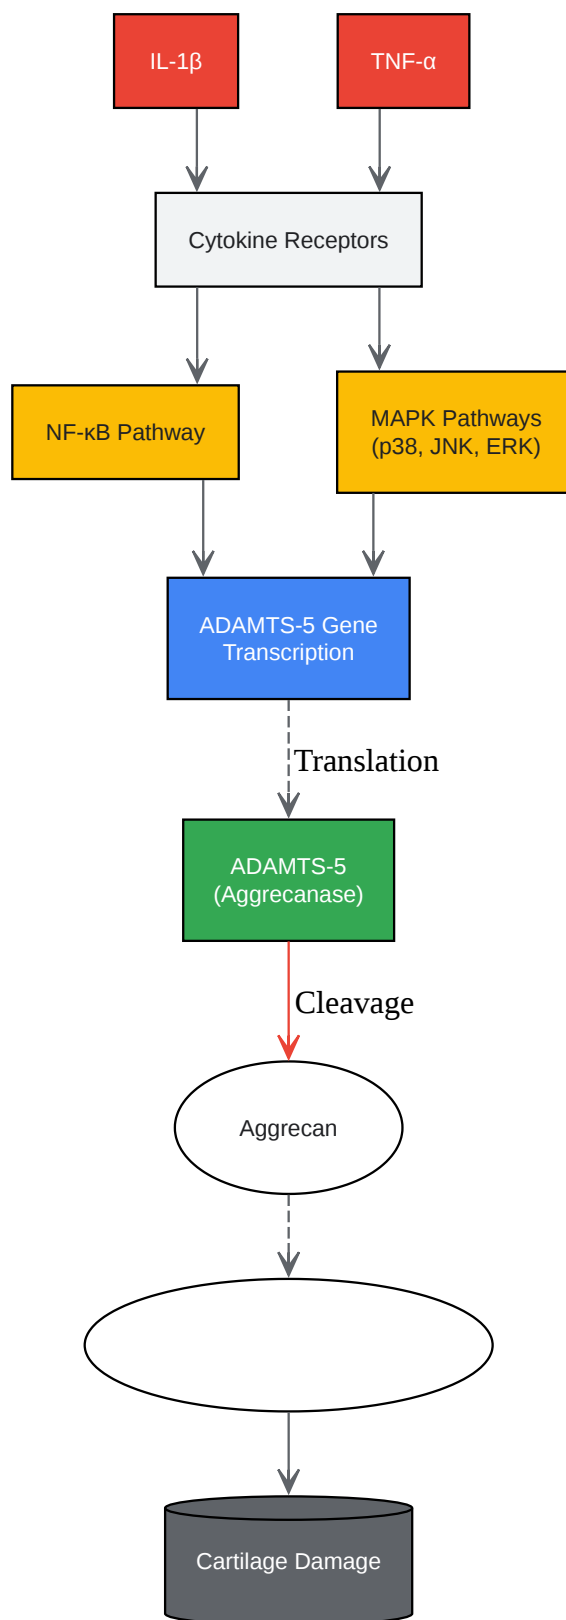 IL-1β
TNF-α
Cytokine Receptors
NF-κB Pathway
MAPK Pathways
(p38, JNK, ERK)
ADAMTS-5 Gene
Transcription
Translation
ADAMTS-5
(Aggrecanase)
Cleavage
Aggrecan
Cartilage Damage